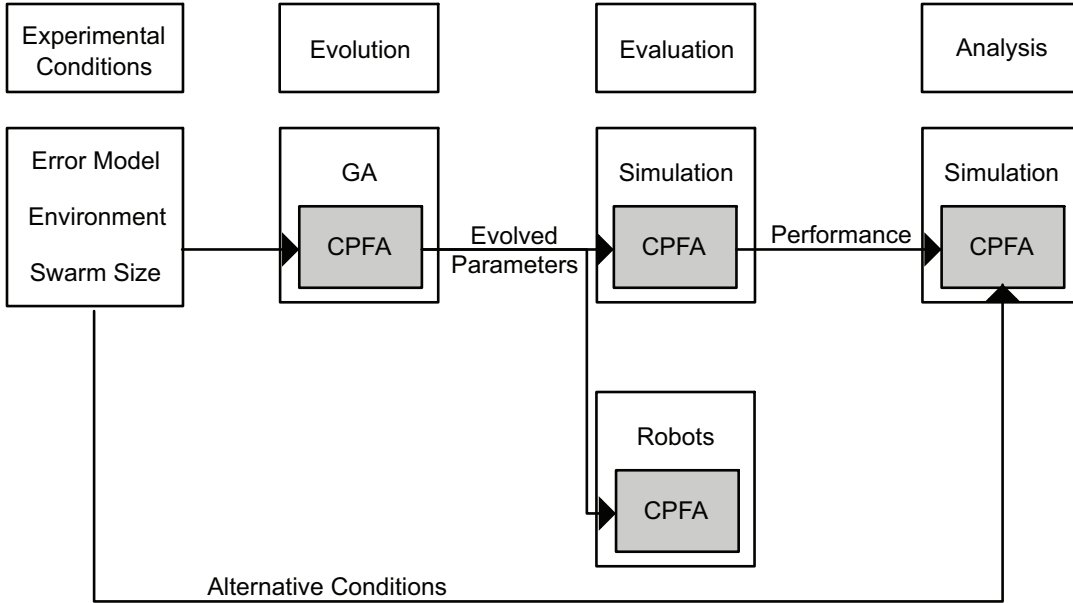 Experimental
Conditions
Evolution
Evaluation
Analysis
Error Model
Environment
Swarm Size
GA
CPFA
Evolved
Parameters
Simulation
CPFA
Performance
Simulation
CPFA
Robots
CPFA
Alternative Conditions